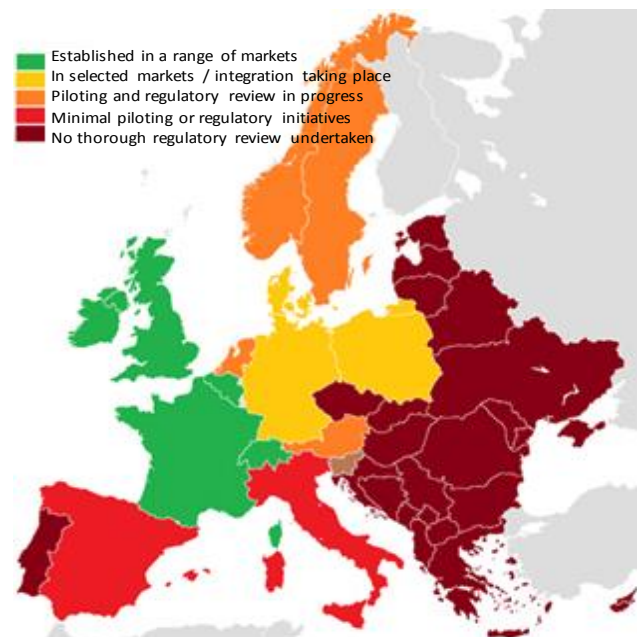 Established in a range of markets
In selected markets / integration taking place
Piloting and regulatory review in progress
Minimal piloting or regulatory initiatives
No thorough regulatory review undertaken